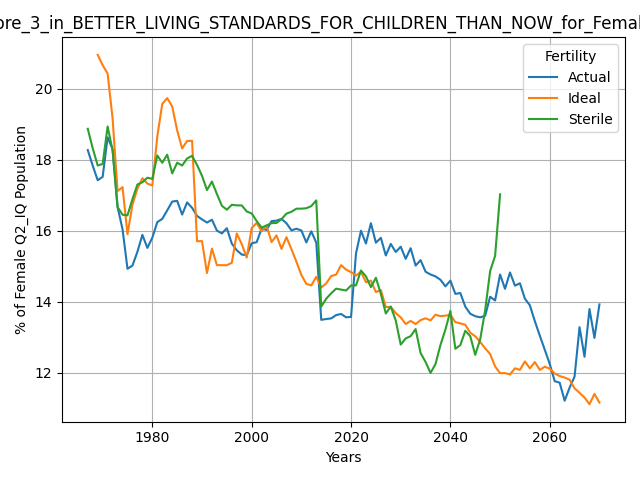 ore_3_in_BETTER_LIVING_STANDARDS_FOR_CHILDREN_THAN_NOW_for_Femal
Fertility
Actual
Ideal
Sterile
% of Female Q2_IQ Population
20
18
16
14
12
1980
2000
2020
2040
2060
Years